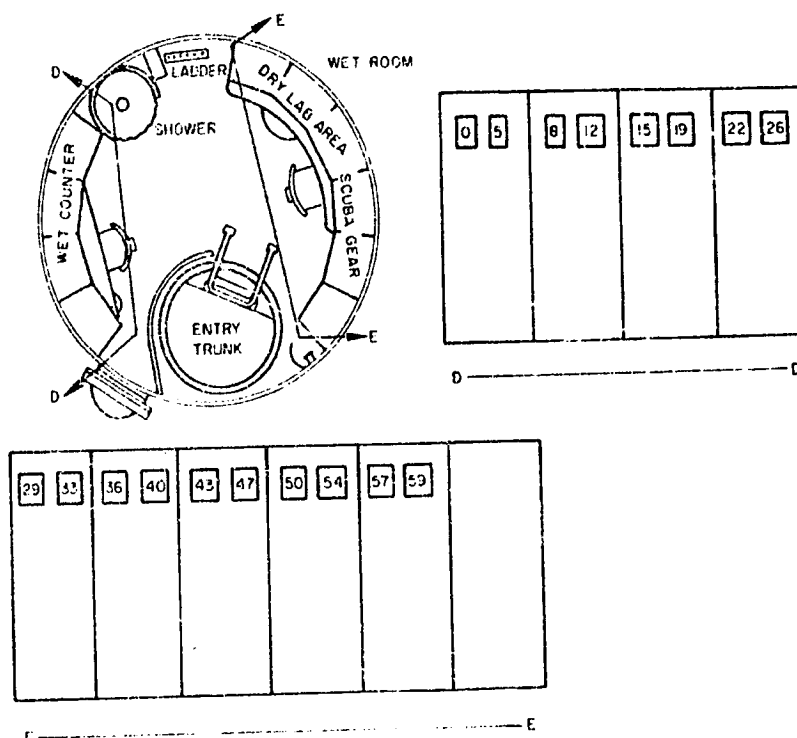 E
D
LADDER
WET ROOM
DRY LAB AREA
SHOWER
WET COUNTER
SCUBA GEAR
ENTRY
TRUNK
E
D
0 5 8 12 15 19 22 26
D D
29 33 36 40 43 47 50 54 57 59
E E